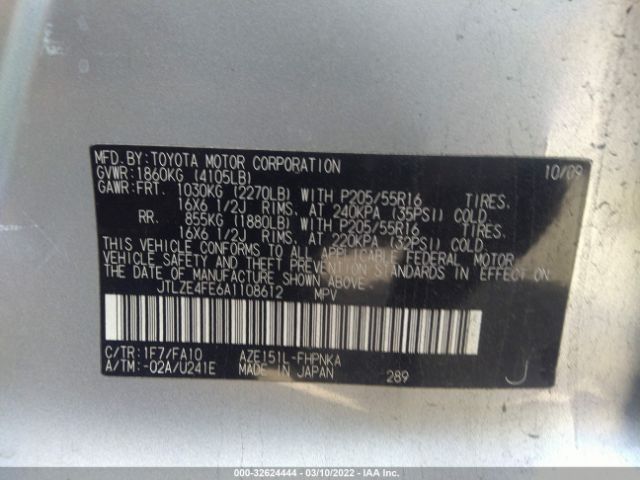 MFD.BY:TOYOTA MOTOR CORPORATION 10/09
GVWR:1860KG (4105LB)
GAWR:FRT. 1030KG (2270LB) WITH P205/55R16 TIRES.
16X6 1/2J RIMS, AT 240KPA (35PSI) COLD.
RR. 855KG (1880LB) WITH P205/55R16 TIRES.
16X6 1/2J RIMS, AT 220KPA (32PSI) COLD.
THIS VEHICLE CONFORMS TO ALL APPLICABLE FEDERAL MOTOR
VEHICLE SAFETY, BUMPER, AND THEFT PREVENTION STANDARDS IN EFFECT ON
THE DATE OF MANUFACTURE SHOWN ABOVE.
JTLZE4FE6A1108612 MPV
C/TR:1F7/FA10 AZE151L-FHPNKA
A/TM:-02A/U241E MADE IN JAPAN 289 J
000-32624444 - 03/10/2022 - IAA Inc.